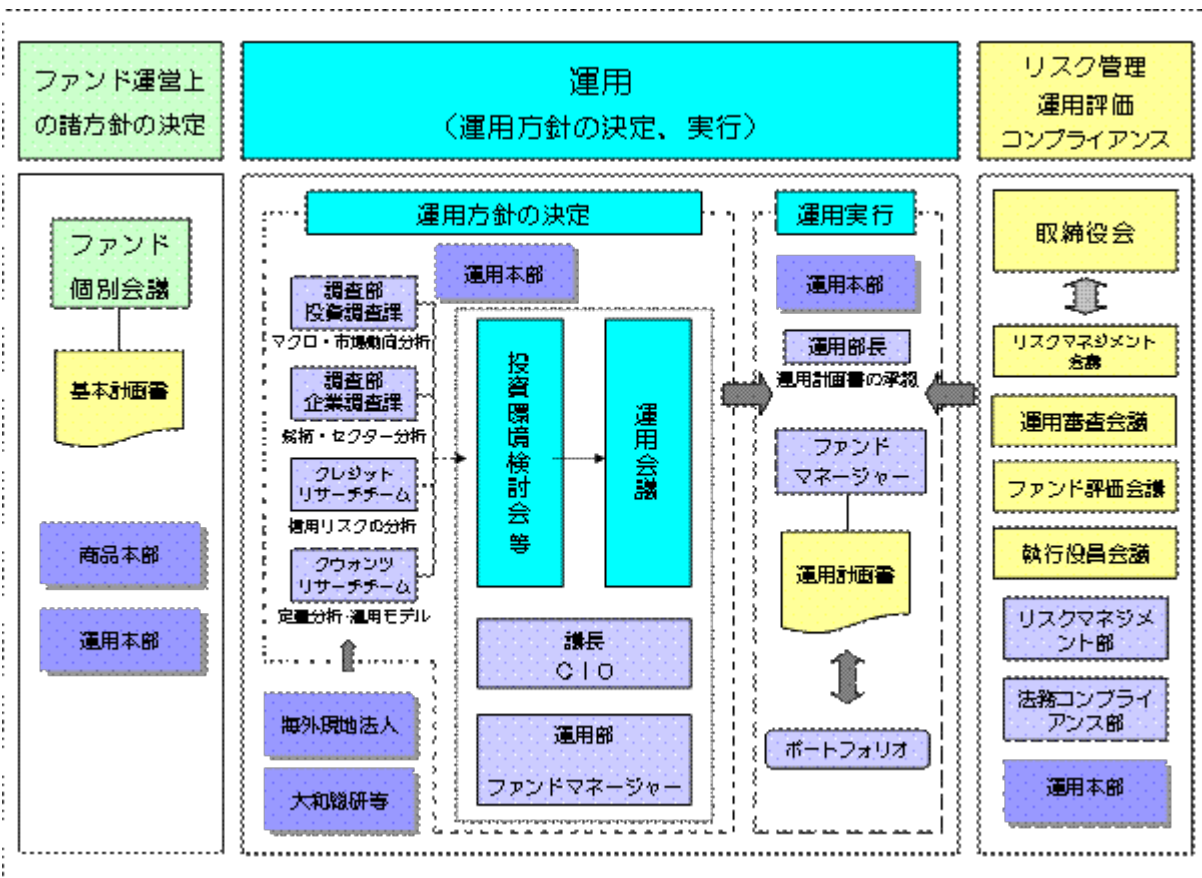 ファンド運営上
の諸方針の決定
ファンド
個別会議
基本計画書
商品本部
運用本部
運用
（運用方針の決定、実行）
運用方針の決定
運用本部
調査部
投資調査課
マクロ・市場動向分析
調査部
企業調査課
銘柄・セクター分析
クレジット
リサーチチーム
信用リスクの分析
クウォンツ
リサーチチーム
定量分析・運用モデル
海外現地法人
大和総研等
投資環境検討会 等
運用会議
議長
ＣＩＯ
運用部
ファンドマネージャー
運用実行
運用本部
運用部長
運用計画書の承認
ファンド
マネージャー
運用計画書
ポートフォリオ
リスク管理
運用評価
コンプライアンス
取締役会
リスクマネジメント
会議
運用審査会議
ファンド評価会議
執行役員会議
リスクマネジメ
ント部
法務コンプライ
アンス部
運用本部